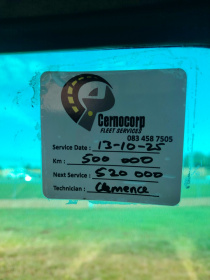 Cernocorp
FLEET SERVICES
083 458 7505
Service Date : 13-10-25
Km : 500 000
Next Service : 520 000
Technician : Clemence